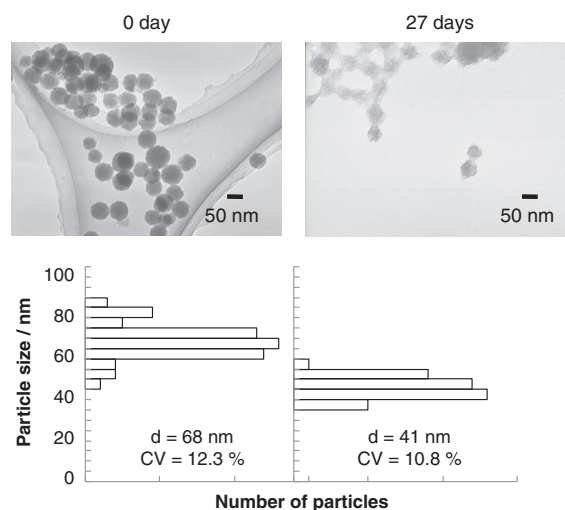 0 day
27 days
50 nm
50 nm
Particle size / nm
100
80
60
40
20
0
d = 68 nm
CV = 12.3 %
d = 41 nm
CV = 10.8 %
Number of particles